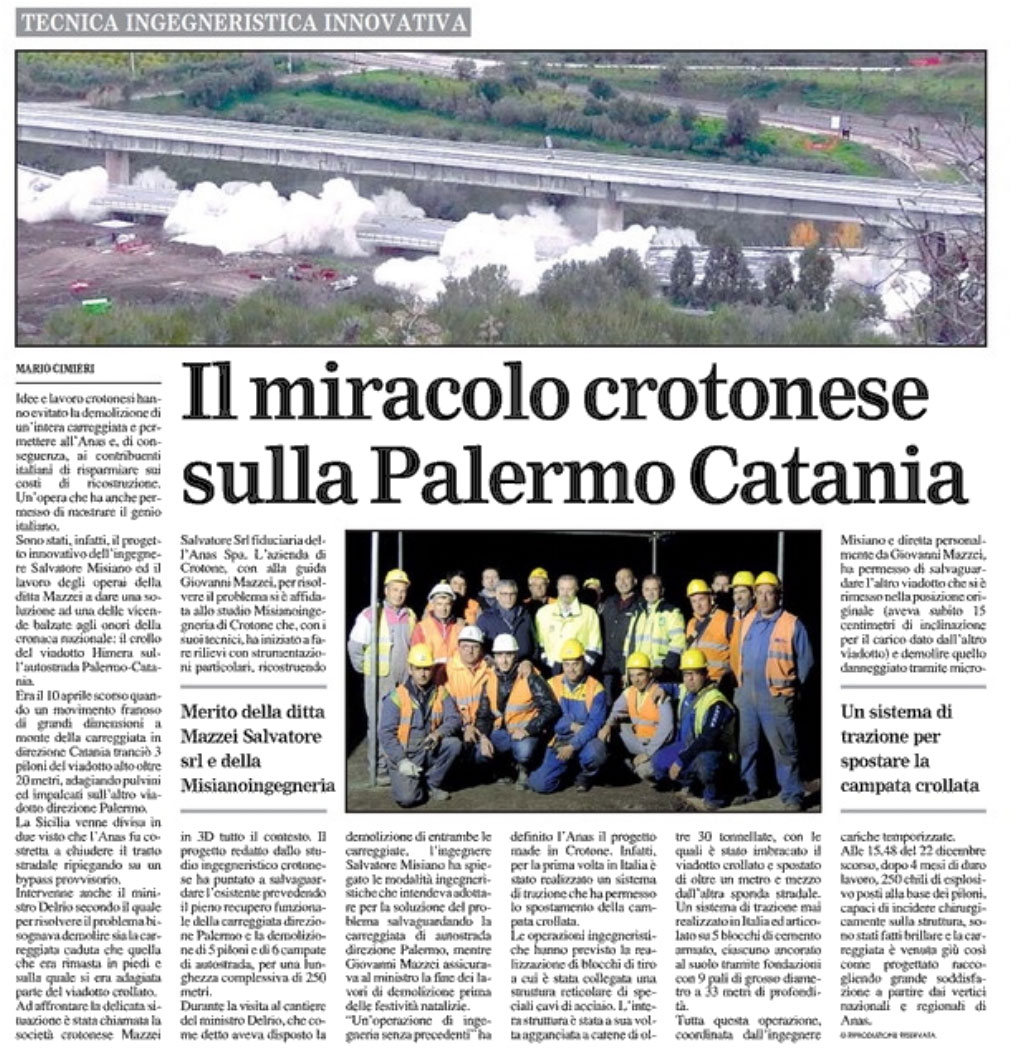 TECNICA INGEGNERISTICA INNOVATIVA
Il miracolo crotonese
sulla Palermo Catania
MARIO CIMIERI
Idee e lavoro crotonesi han-
no evitato la demolizione di
un'intera carreggiata e per-
mettere all'Anas e, di con-
seguenza, ai contribuenti
italiani di risparmiare sui
costi di ricostruzione.
Un'opera che ha anche per-
messo di mostrare il genio
italiano.
Sono stati, infatti, il proget-
to innovativo dell'ingegne-
re Salvatore Misiano ed il
lavoro degli operai della
ditta Mazzei a dare una so-
luzione ad una delle vicen-
de balzate agli onori della
cronaca nazionale: il crollo
del viadotto Himera sul-
l'autostrada Palermo-Cata-
nia.
Era il 10 aprile scorso quan-
do un movimento franoso
di grandi dimensioni a
monte della carreggiata in
direzione Catania tranciò 3
piloni del viadotto alto oltre
20 metri, adagiando pulvini
ed impalcati sull'altro via-
dotto direzione Palermo.
La Sicilia venne divisa in
due visto che l'Anas fu co-
stretta a chiudere il tratto
stradale ripiegando su un
bypass provvisorio.
Intervenne anche il mini-
stro Delrio secondo il quale
per risolvere il problema bi-
sognava demolire sia la car-
reggiata caduta che quella
che era rimasta in piedi e
sulla quale si era adagiata
parte del viadotto crollato.
Ad affrontare la delicata si-
tuazione è stata chiamata la
società crotonese Mazzei
Salvatore Srl fiduciaria del-
l'Anas Spa. L'azienda di
Crotone, con alla guida
Giovanni Mazzei, per risol-
vere il problema si è affida-
ta allo studio Misianoinge-
gneria di Crotone che, con i
suoi tecnici, ha iniziato a fa-
re rilievi con strumentazio-
ni particolari, ricostruendo
Merito della ditta
Mazzei Salvatore
srl e della
Misianoingegneria
in 3D tutto il contesto. Il
progetto redatto dallo stu-
dio ingegneristico crotone-
se ha puntato a salvaguar-
dare l'esistente prevedendo
il pieno recupero funziona-
le della carreggiata direzio-
ne Palermo e la demolizio-
ne di 5 piloni e di 6 campate
di autostrada, per una lun-
ghezza complessiva di 250
metri.
Durante la visita al cantiere
del ministro Delrio, che co-
me detto aveva disposto la
demolizione di entrambe le
carreggiate, l'ingegnere
Salvatore Misiano ha spie-
gato le modalità ingegneri-
stiche che intendeva adotta-
re per la soluzione del pro-
blema salvaguardando la
carreggiata di autostrada
direzione Palermo, mentre
Giovanni Mazzei assicura-
va al ministro la fine dei la-
vori di demolizione prima
delle festività natalizie.
"Un'operazione di inge-
gneria senza precedenti" ha
definito l'Anas il progetto
made in Crotone. Infatti,
per la prima volta in Italia è
stato realizzato un sistema
di trazione che ha permesso
lo spostamento della cam-
pata crollata.
Le operazioni ingegneristi-
che hanno previsto la rea-
lizzazione di blocchi di tiro
a cui è stata collegata una
struttura reticolare di spe-
ciali cavi di acciaio. L'inte-
ra struttura è stata a sua vol-
ta agganciata a catene di ol-
tre 30 tonnellate, con le
quali è stato imbracato il
viadotto crollato e spostato
di oltre un metro e mezzo
dall'altra sponda stradale.
Un sistema di trazione mai
realizzato in Italia ed artico-
lato su 5 blocchi di cemento
armato, ciascuno ancorato
al suolo tramite fondazioni
con 9 pali di grosso diame-
tro a 33 metri di profondi-
tà.
Tutta questa operazione,
coordinata dall'ingegnere
Misiano e diretta personal-
mente da Giovanni Mazzei,
ha permesso di salvaguar-
dare l'altro viadotto che si è
rimesso nella posizione ori-
ginale (aveva subito 15
centimetri di inclinazione
per il carico dato dall'altro
viadotto) e demolire quello
danneggiato tramite micro-
Un sistema di
trazione per
spostare la
campata crollata
cariche temporizzate.
Alle 15,48 del 22 dicembre
scorso, dopo 4 mesi di duro
lavoro, 250 chili di esplosi-
vo posti alla base dei piloni,
capaci di incidere chirurgi-
camente sulla struttura, so-
no stati fatti brillare e la car-
reggiata è venuta giù così
come progettato racco-
gliendo grande soddisfa-
zione a partire dai vertici
nazionali e regionali di
Anas.
© RIPRODUZIONE RISERVATA